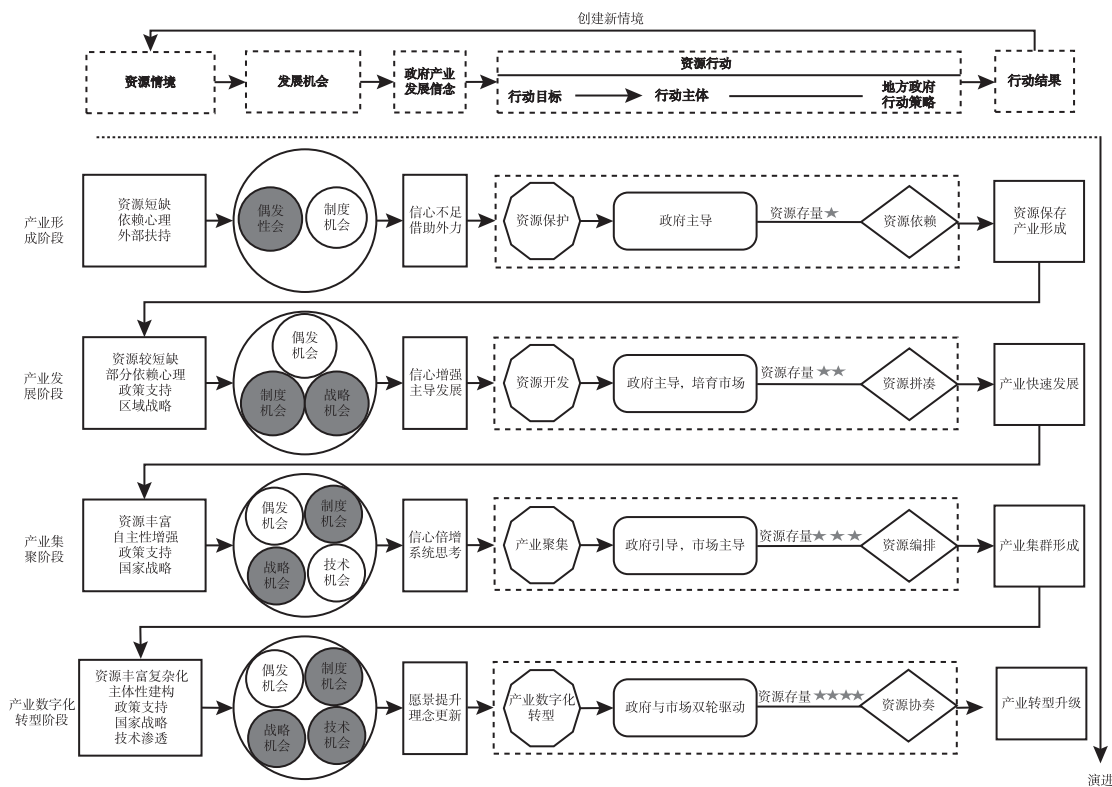 创建新情境
资源情境
发展机会
政府产业
发展信念
资源行动
行动目标
行动主体
地方政府
行动策略
行动结果
产业形
成阶段
资源短缺
依赖心理
外部扶持
偶发
性会
制度
机会
信心不足
借助外力
资源保护
政府主导
资源存量★
资源依赖
资源保存
产业形成
产业发
展阶段
资源较短缺
部分依赖心理
政策支持
区域战略
偶发
机会
制度
机会
战略
机会
信心增强
主导发展
资源开发
政府主导，培育市场
资源存量★★
资源拼凑
产业快速发展
产业集
聚阶段
资源丰富
自主性增强
政策支持
国家战略
偶发
机会
制度
机会
战略
机会
技术
机会
信心倍增
系统思考
产业聚集
政府引导，市场主导
资源存量★★★
资源编排
产业集群形成
产业数字化
转型阶段
资源丰富复杂化
主体性建构
政策支持
国家战略
技术渗透
偶发
机会
制度
机会
战略
机会
技术
机会
愿景提升
理念更新
产业数字化
转型
政府与市场双轮驱动
资源存量★★★★
资源协奏
产业转型升级
演进